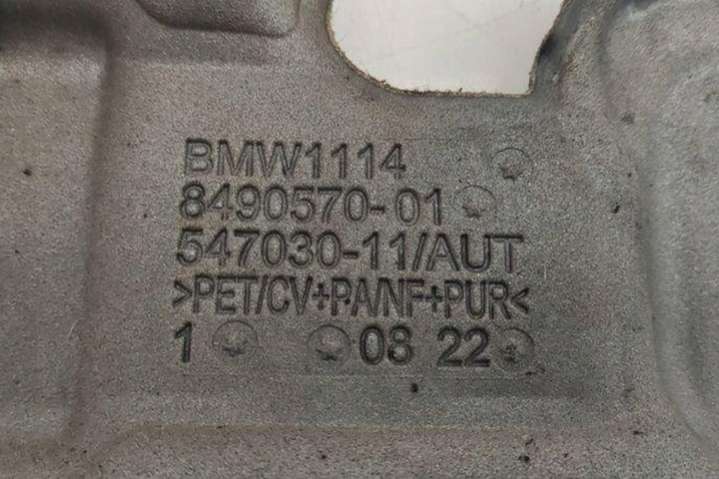 BMW1114
8490570-01
547030-11/AUT
>PET/CV+PA/NF+PUR<
1 08 22